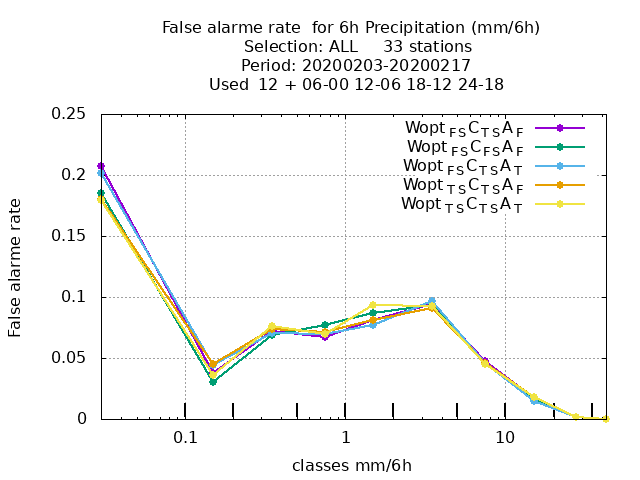 False alarme rate  for 6h Precipitation (mm/6h)
Selection: ALL     33 stations
Period: 20200203-20200217
Used  12 + 06-00 12-06 18-12 24-18
Wopt FS C TS A F
Wopt FS C FS A F
Wopt FS C TS A T
Wopt TS C TS A F
Wopt TS C TS A T
False alarme rate
0.25
0.2
0.15
0.1
0.05
0
0.1 1 10
classes mm/6h